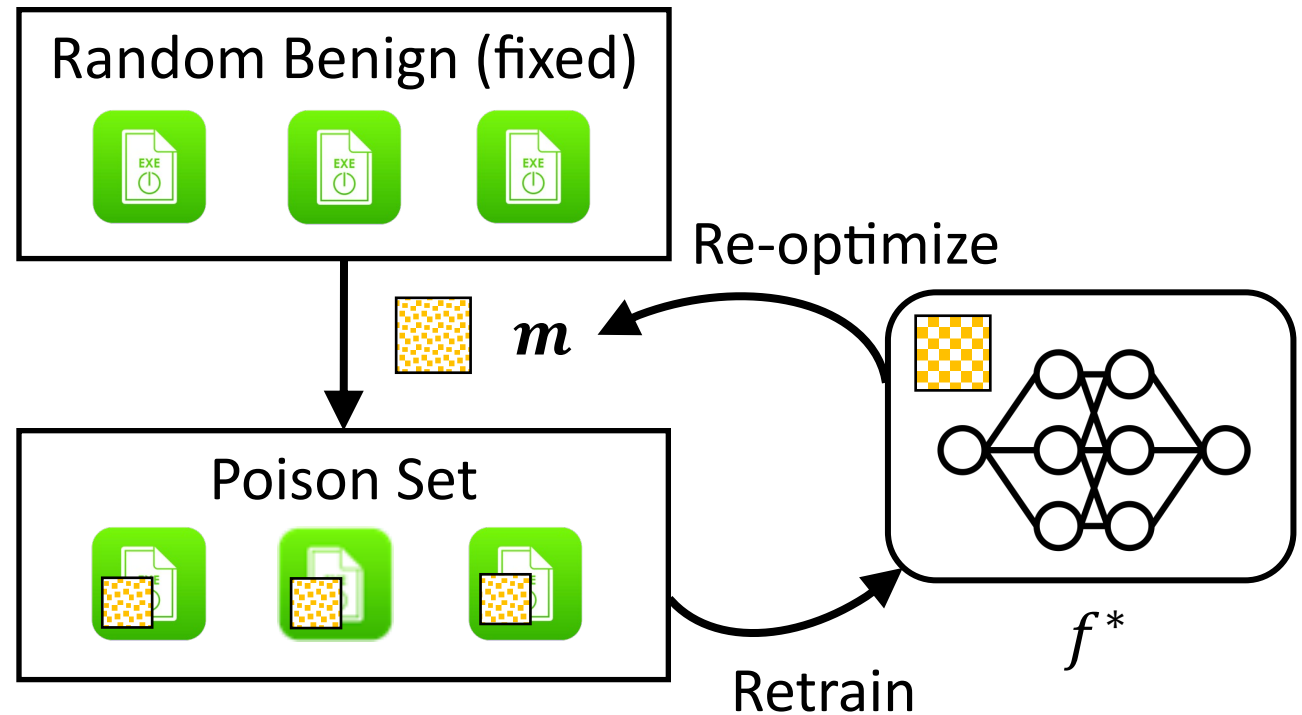 Random Benign (fixed)
EXE
EXE
EXE
Re-optimize
m
Poison Set
f*
Retrain